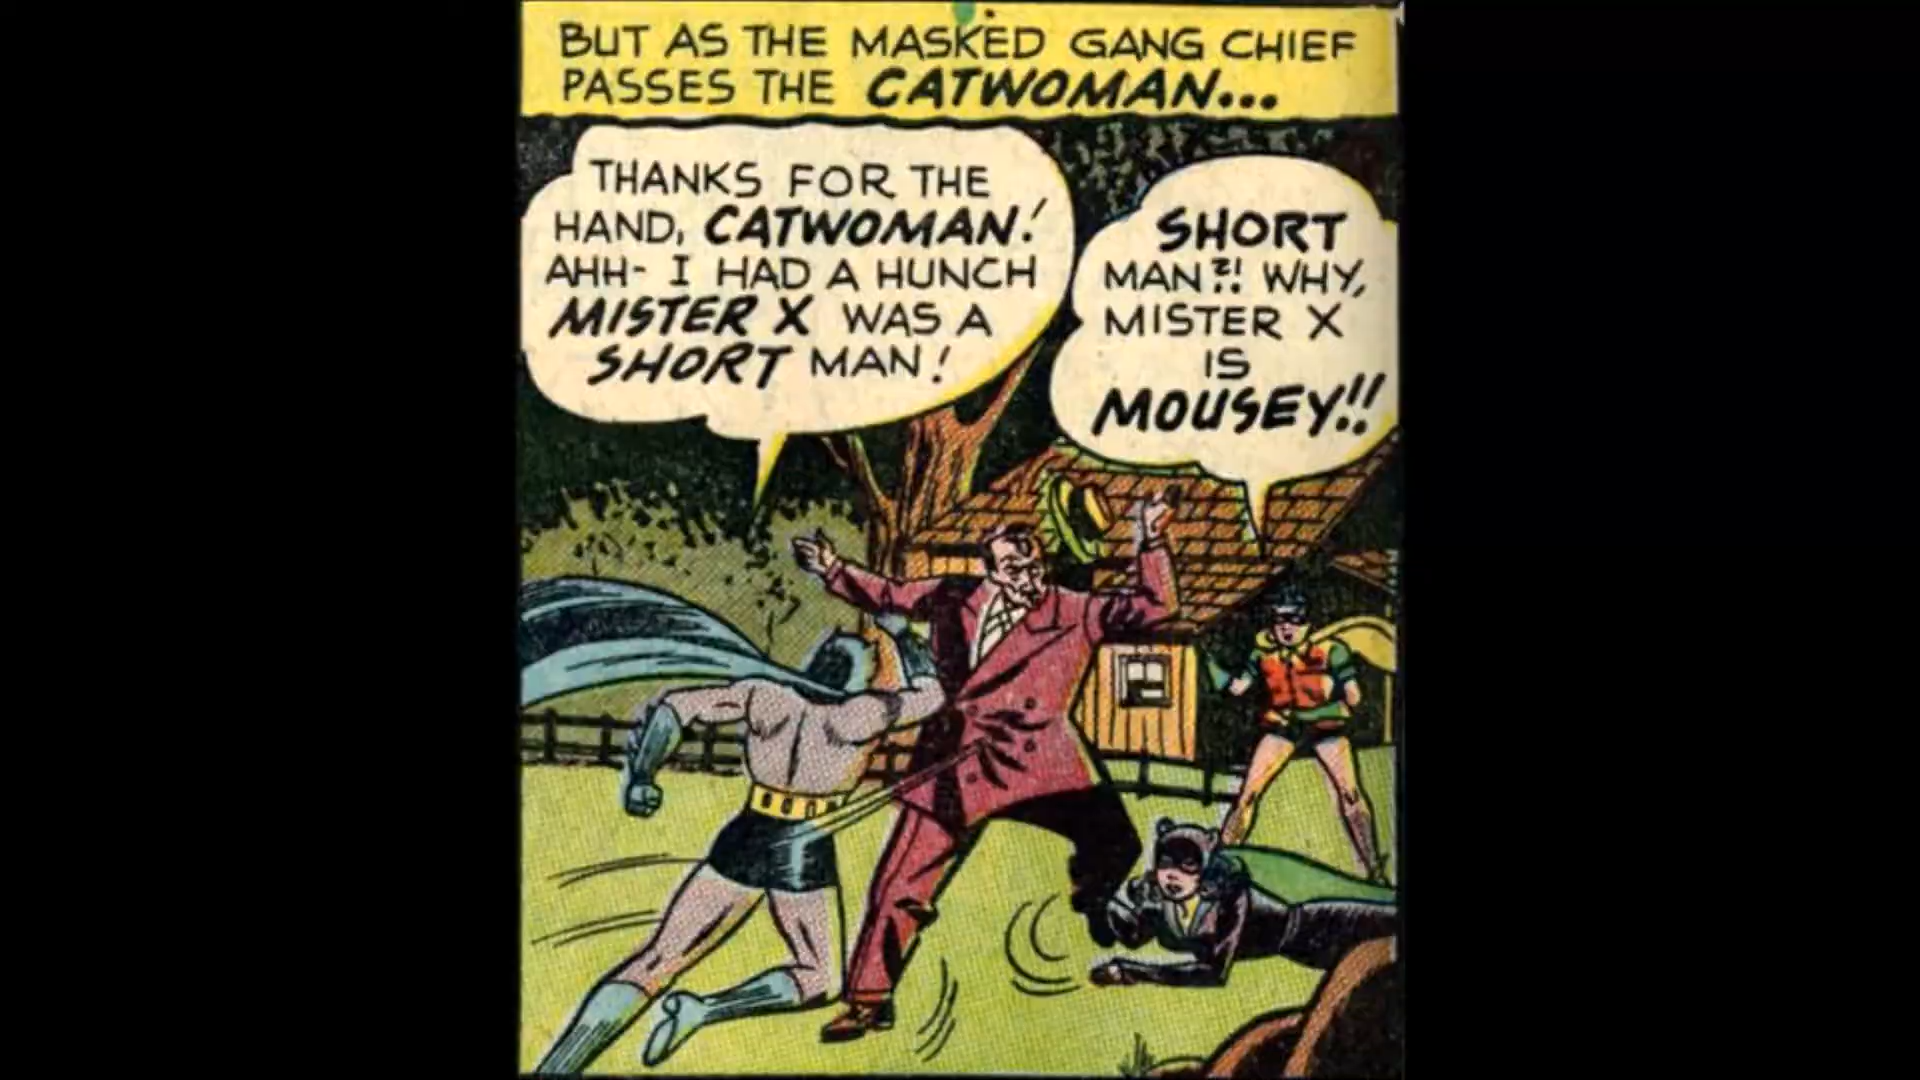 BUT AS THE MASKED GANG CHIEF
PASSES THE CATWOMAN...
THANKS FOR THE
HAND, CATWOMAN!
AHH- I HAD A HUNCH
MISTER X WAS A
SHORT MAN!
SHORT
MAN?! WHY,
MISTER X
IS
MOUSEY!!